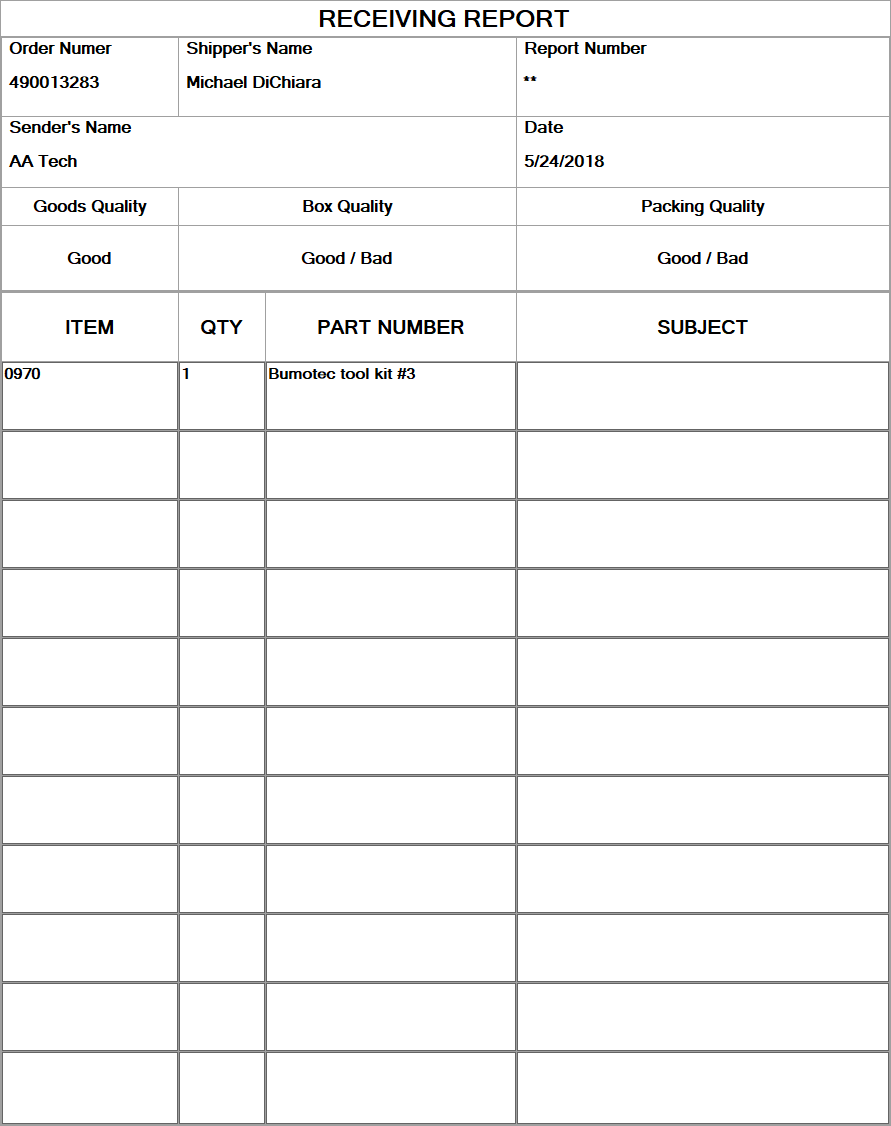 RECEIVING REPORT
Order Numer Shipper's Name Report Number
490013283 Michael DiChiara **
Sender's Name Date
AA Tech 5/24/2018
Goods Quality Box Quality Packing Quality
Good Good / Bad Good / Bad
ITEM QTY PART NUMBER SUBJECT
0970 1 Bumotec tool kit #3